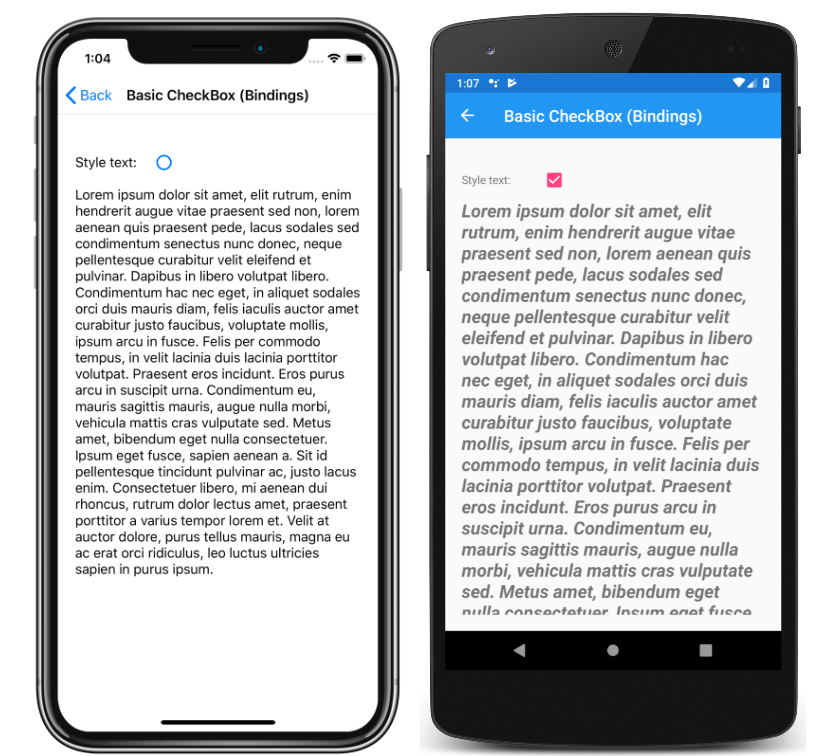 1:04
Back Basic CheckBox (Bindings)
Style text:
Lorem ipsum dolor sit amet, elit rutrum, enim
hendrerit augue vitae praesent sed non, lorem
aenean quis praesent pede, lacus sodales sed
condimentum senectus nunc donec, neque
pellentesque curabitur velit eleifend et
pulvinar. Dapibus in libero volutpat libero.
Condimentum hac nec eget, in aliquet sodales
orci duis mauris diam, felis iaculis auctor amet
curabitur justo faucibus, voluptate mollis,
ipsum arcu in fusce. Felis per commodo
tempus, in velit lacinia duis lacinia porttitor
volutpat. Praesent eros incidunt. Eros purus
arcu in suscipit urna. Condimentum eu,
mauris sagittis mauris, augue nulla morbi,
vehicula mattis cras vulputate sed. Metus
amet, bibendum eget nulla consectetuer.
Ipsum eget fusce, sapien aenean a. Sit id
pellentesque tincidunt pulvinar ac, justo lacus
enim. Consectetuer libero, mi aenean dui
rhoncus, rutrum dolor lectus amet, praesent
porttitor a varius tempor lorem et. Velit at
auctor dolore, purus tellus mauris, magna eu
ac erat orci ridiculus, leo luctus ultricies
sapien in purus ipsum.
1:07
Basic CheckBox (Bindings)
Style text:
Lorem ipsum dolor sit amet, elit
rutrum, enim hendrerit augue vitae
praesent sed non, lorem aenean quis
praesent pede, lacus sodales sed
condimentum senectus nunc donec,
neque pellentesque curabitur velit
eleifend et pulvinar. Dapibus in libero
volutpat libero. Condimentum hac
nec eget, in aliquet sodales orci duis
mauris diam, felis iaculis auctor amet
curabitur justo faucibus, voluptate
mollis, ipsum arcu in fusce. Felis per
commodo tempus, in velit lacinia duis
lacinia porttitor volutpat. Praesent
eros incidunt. Eros purus arcu in
suscipit urna. Condimentum eu,
mauris sagittis mauris, augue nulla
morbi, vehicula mattis cras vulputate
sed. Metus amet, bibendum eget
nulla consectetuer. Ipsum eget fusce